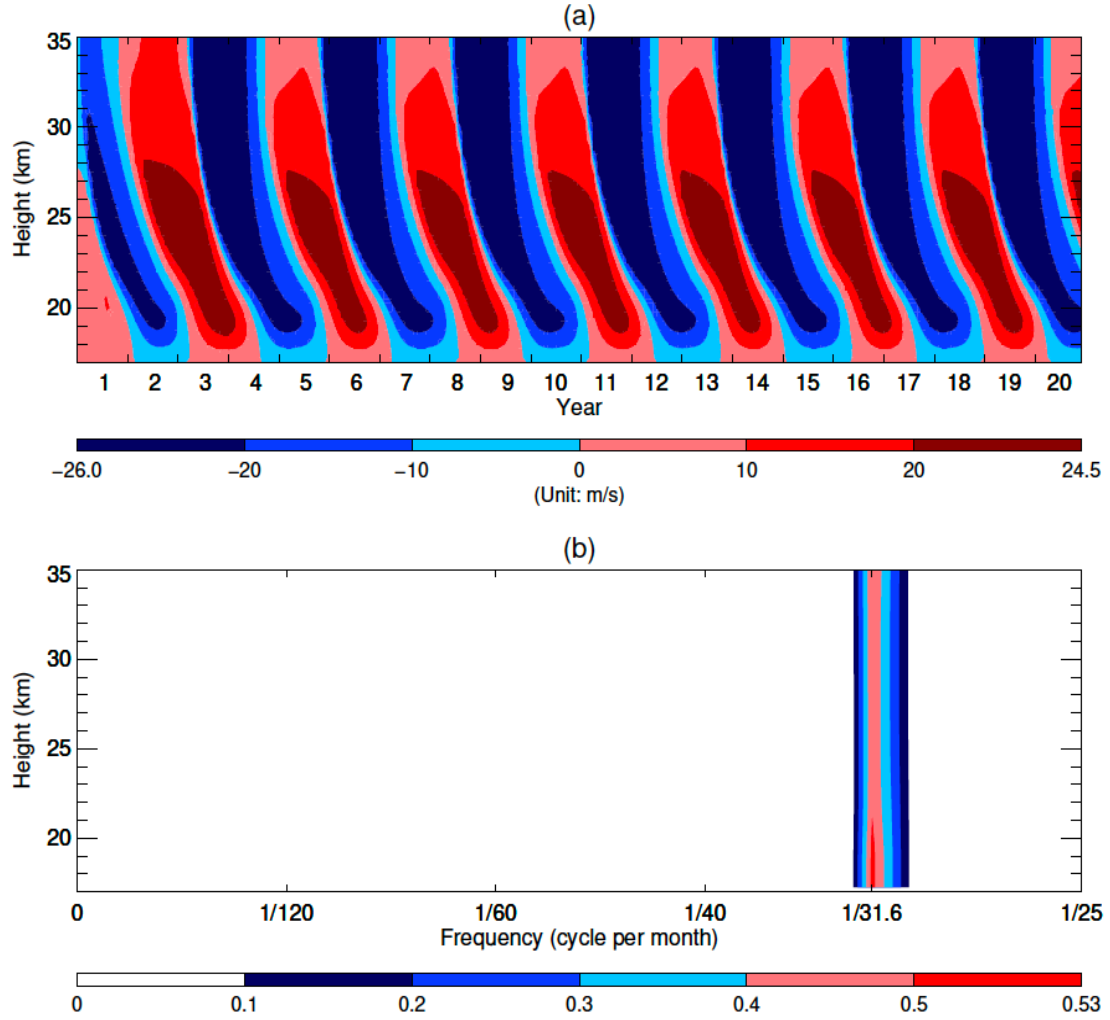 (a)
35
30
25
20
Height (km)
1 2 3 4 5 6 7 8 9 10 11 12 13 14 15 16 17 18 19 20
Year
−26.0 −20 −10 0 10 20 24.5
(Unit: m/s)
(b)
35
30
25
20
Height (km)
0 1/120 1/60 1/40 1/31.6 1/25
Frequency (cycle per month)
0 0.1 0.2 0.3 0.4 0.5 0.53